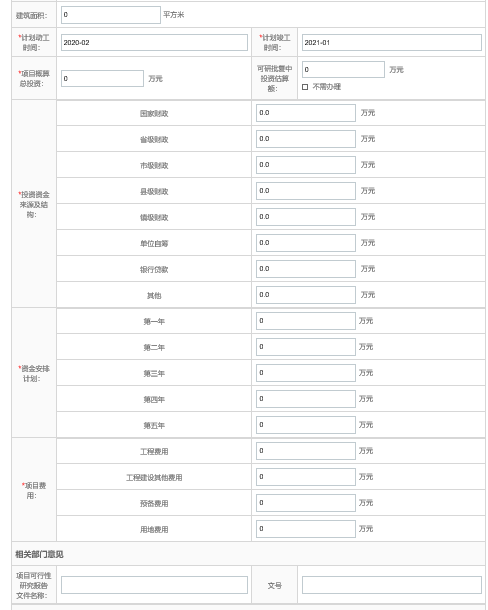 建筑面积： 0 平方米
*计划动工 2020-02 *计划竣工 2021-01
时间： 时间：
*项目概算 0 万元 可研批复中 0 万元
总投资： 投资估算 不需办理
额：
国家财政 0.0 万元
省级财政 0.0 万元
市级财政 0.0 万元
县级财政 0.0 万元
*投资资金
来源及结
构：
镇级财政 0.0 万元
单位自筹 0.0 万元
银行贷款 0.0 万元
其他 0.0 万元
第一年 0 万元
第二年 0 万元
*资金安排
计划：
第三年 0 万元
第四年 0 万元
第五年 0 万元
工程费用 0 万元
工程建设其他费用 0 万元
*项目费
用：
预备费用 0 万元
用地费用 0 万元
相关部门意见
项目可行性
研究报告 文号
文件名称：